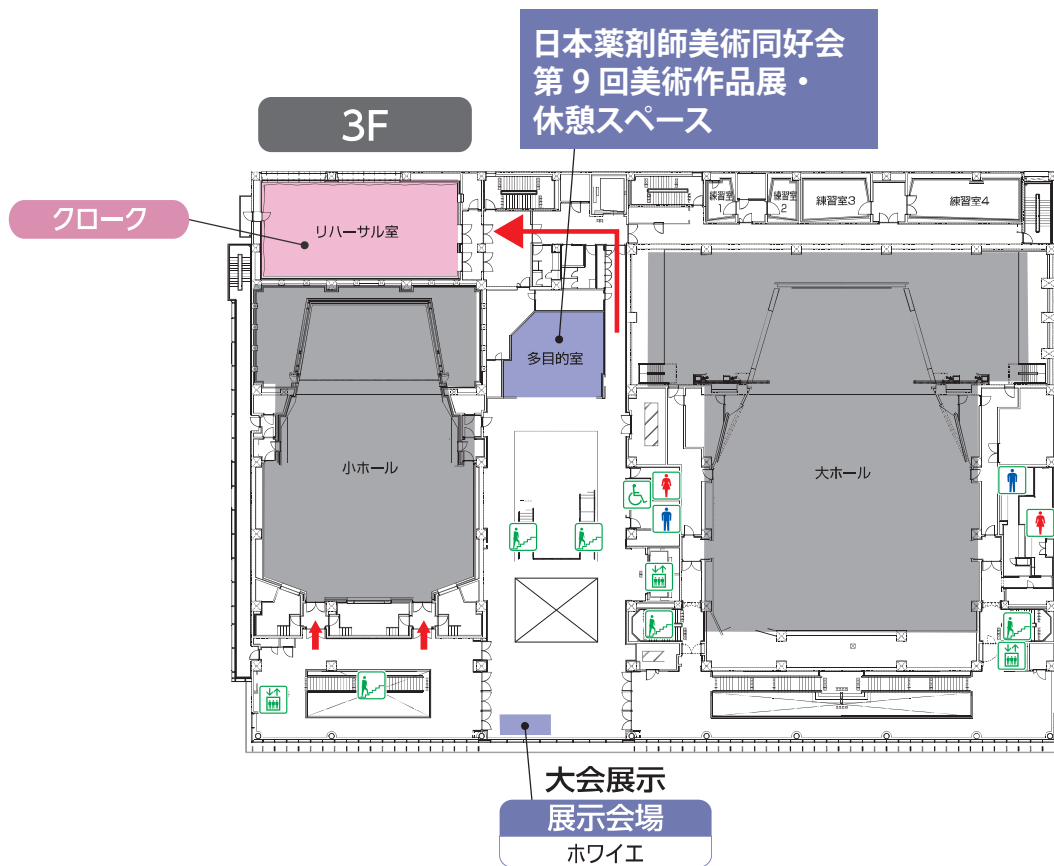 日本薬剤師美術同好会
第9回美術作品展・
休憩スペース
3F
クローク
リハーサル室
練習室
1
練習室
2
練習室3
練習室4
多目的室
小ホール
大ホール
大会展示
展示会場
ホワイエ